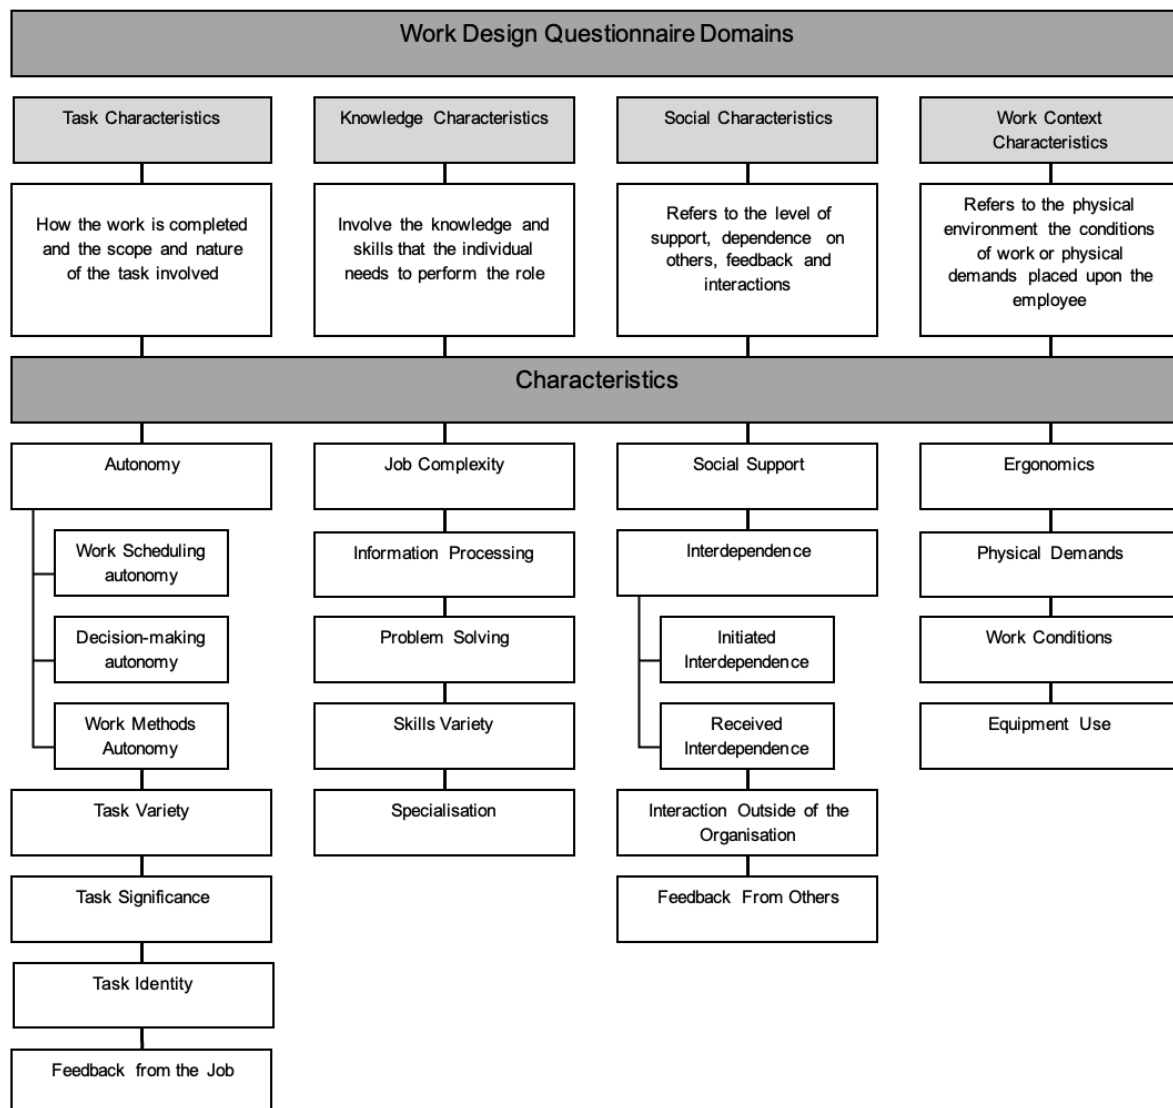 Work Design Questionnaire Domains
Task Characteristics
Knowledge Characteristics
Social Characteristics
Work Context
Characteristics
How the work is completed
and the scope and nature
of the task involved
Involve the knowledge and
skills that the individual
needs to perform the role
Refers to the level of
support, dependence on
others, feedback and
interactions
Refers to the physical
environment the conditions
of work or physical
demands placed upon the
employee
Characteristics
Autonomy
Work Scheduling
autonomy
Decision-making
autonomy
Work Methods
Autonomy
Task Variety
Task Significance
Task Identity
Feedback from the Job
Job Complexity
Information Processing
Problem Solving
Skills Variety
Specialisation
Social Support
Interdependence
Initiated
Interdependence
Received
Interdependence
Interaction Outside of the
Organisation
Feedback From Others
Ergonomics
Physical Demands
Work Conditions
Equipment Use